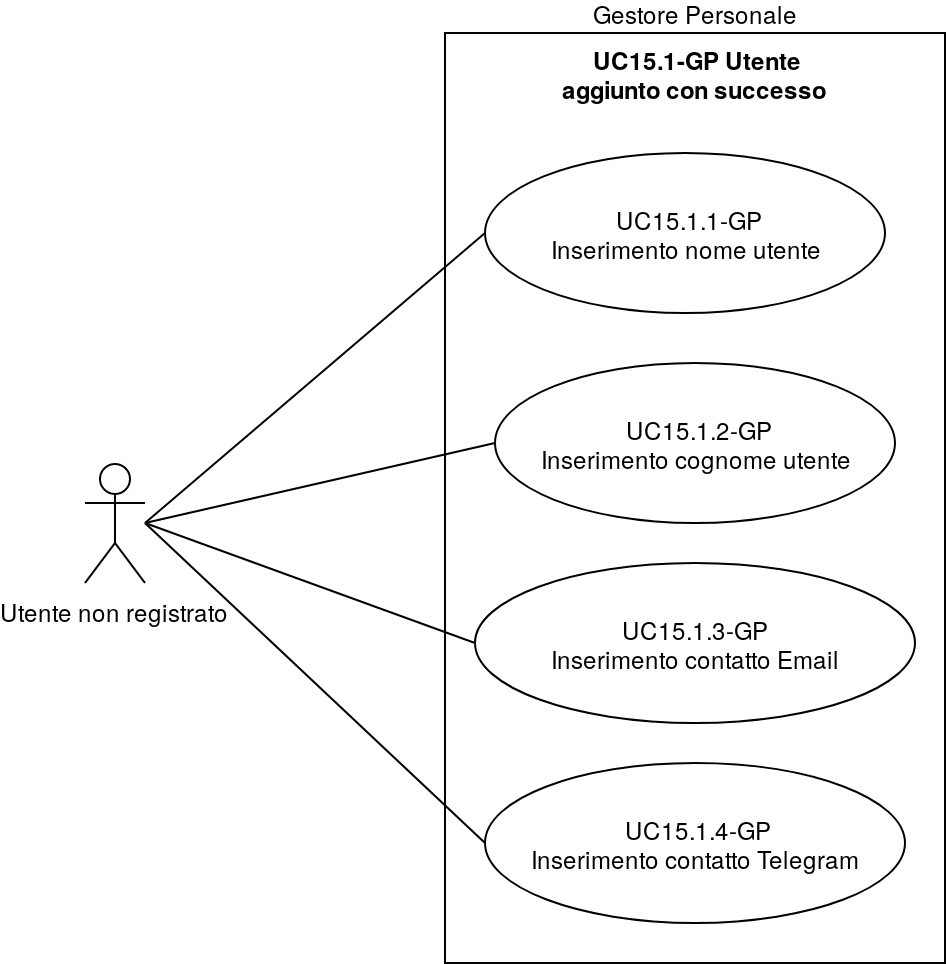 Gestore Personale
UC15.1-GP Utente
aggiunto con successo
UC15.1.1-GP
Inserimento nome utente
UC15.1.2-GP
Inserimento cognome utente
Utente non registrato
UC15.1.3-GP
Inserimento contatto Email
UC15.1.4-GP
Inserimento contatto Telegram